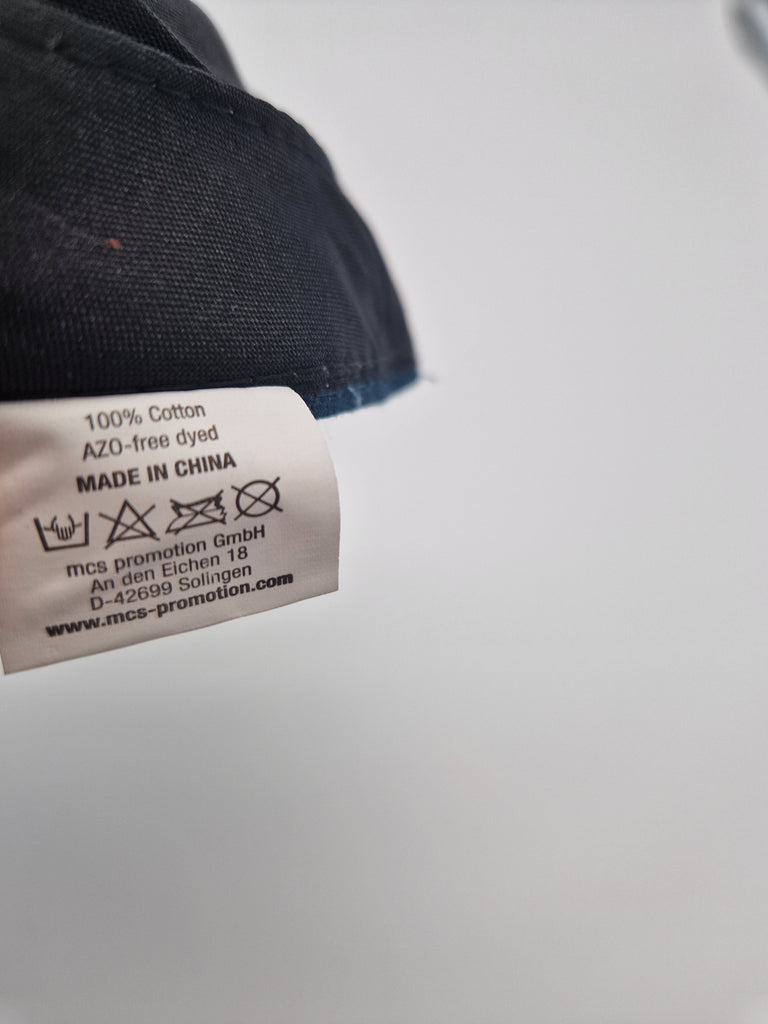 100% Cotton
AZO-free dyed
MADE IN CHINA
mcs promotion GmbH
An den Eichen 18
D-42699 Solingen
www.mcs-promotion.com